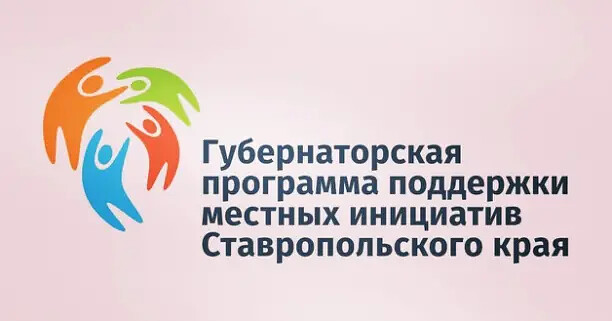 Губернаторская
программа поддержки
местных инициатив
Ставропольского края